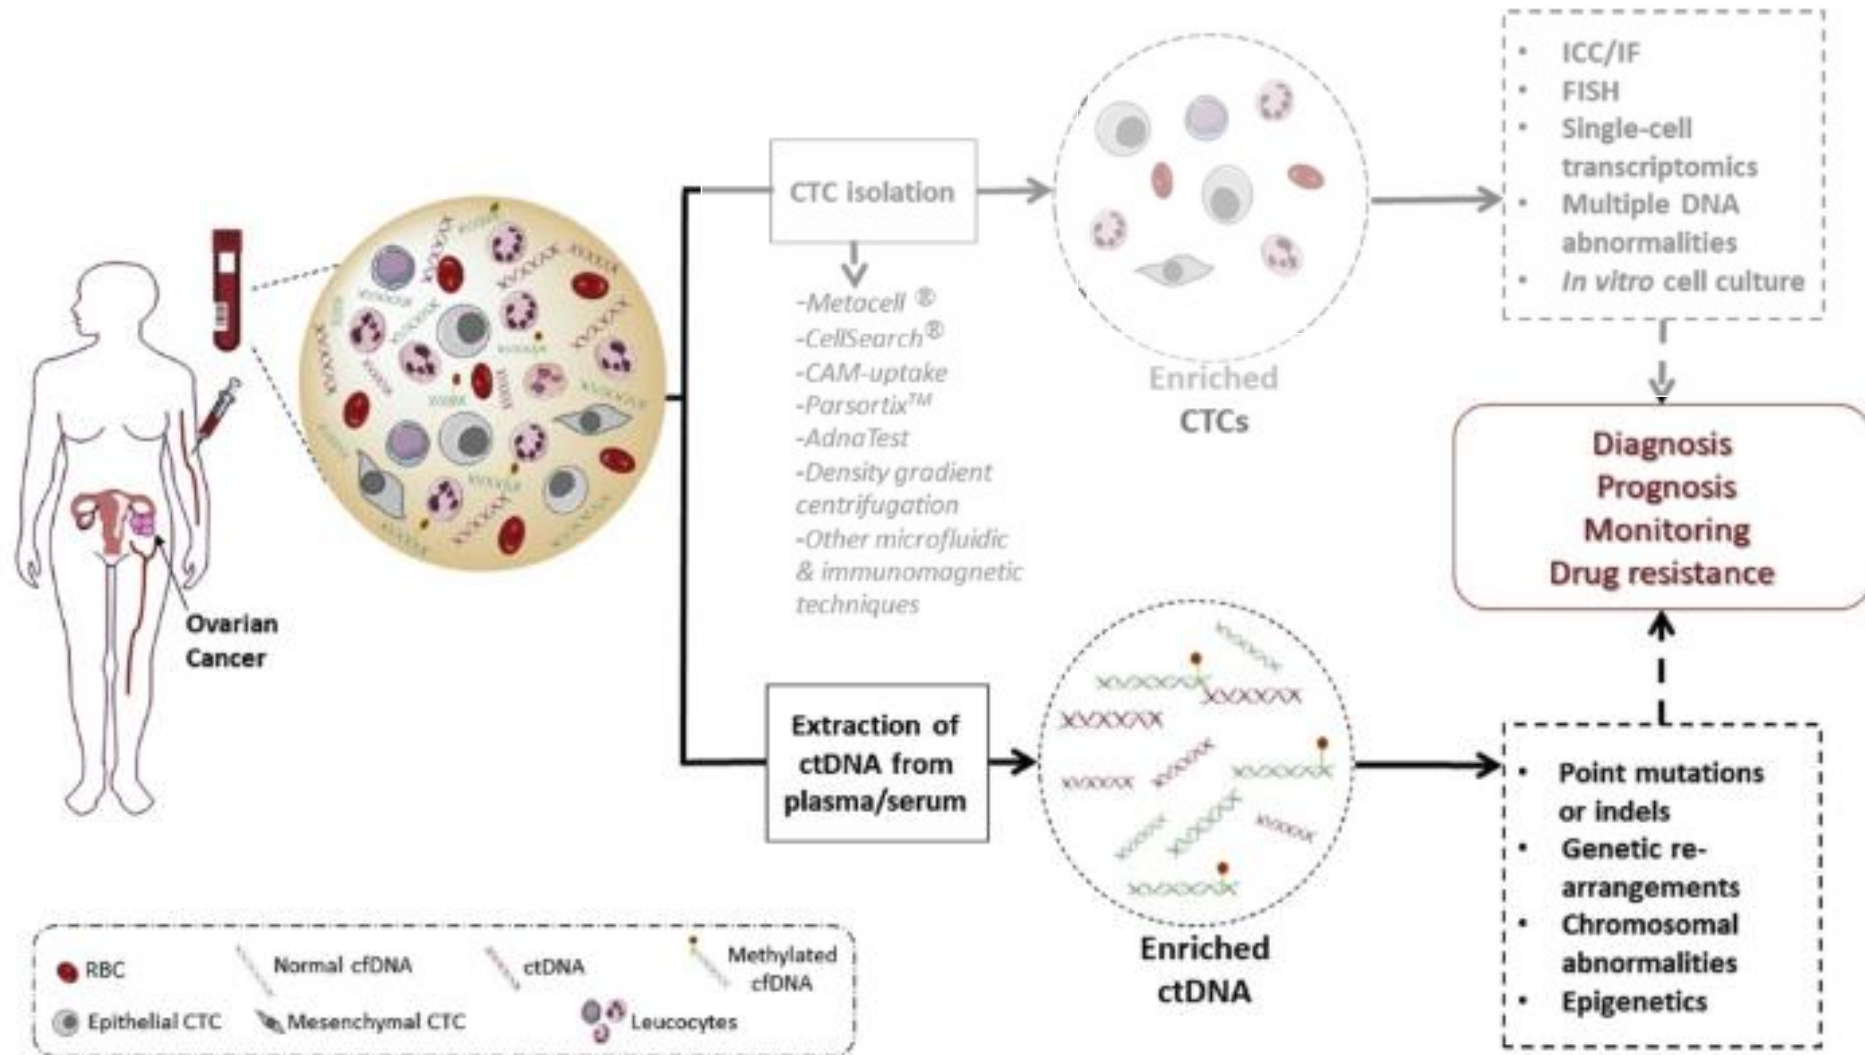 Ovarian
Cancer
CTC isolation
-Metacell ®
-CellSearch®
-CAM-uptake
-Parsortix™
-AdnaTest
-Density gradient
centrifugation
-Other microfluidic
& immunomagnetic
techniques
Enriched
CTCs
• ICC/IF
• FISH
• Single-cell
transcriptomics
• Multiple DNA
abnormalities
• In vitro cell culture
Diagnosis
Prognosis
Monitoring
Drug resistance
Extraction of
ctDNA from
plasma/serum
Enriched
ctDNA
• Point mutations
or indels
• Genetic re-
arrangements
• Chromosomal
abnormalities
• Epigenetics
RBC
Normal cfDNA
ctDNA
Methylated
cfDNA
Epithelial CTC
Mesenchymal CTC
Leucocytes